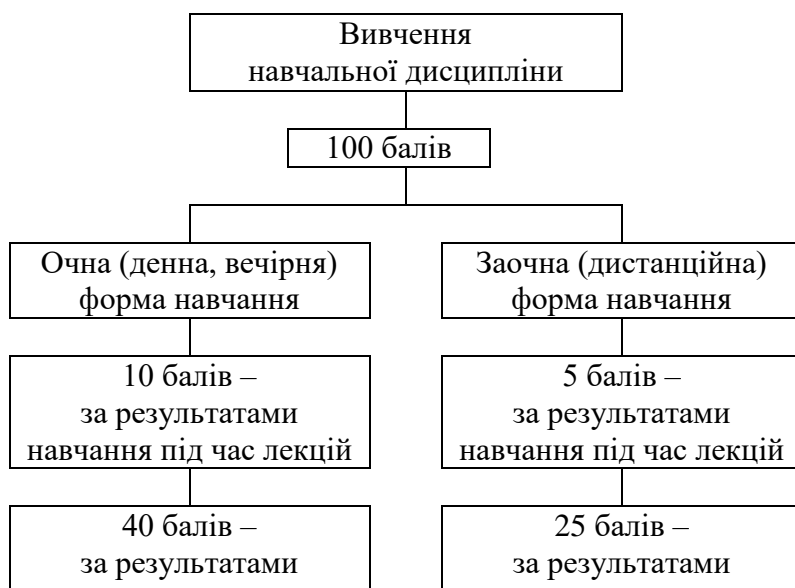 Вивчення
навчальної дисципліни
100 балів
Очна (денна, вечірня)
форма навчання
Заочна (дистанційна)
форма навчання
10 балів –
за результатами
навчання під час лекцій
5 балів –
за результатами
навчання під час лекцій
40 балів –
за результатами
25 балів –
за результатами